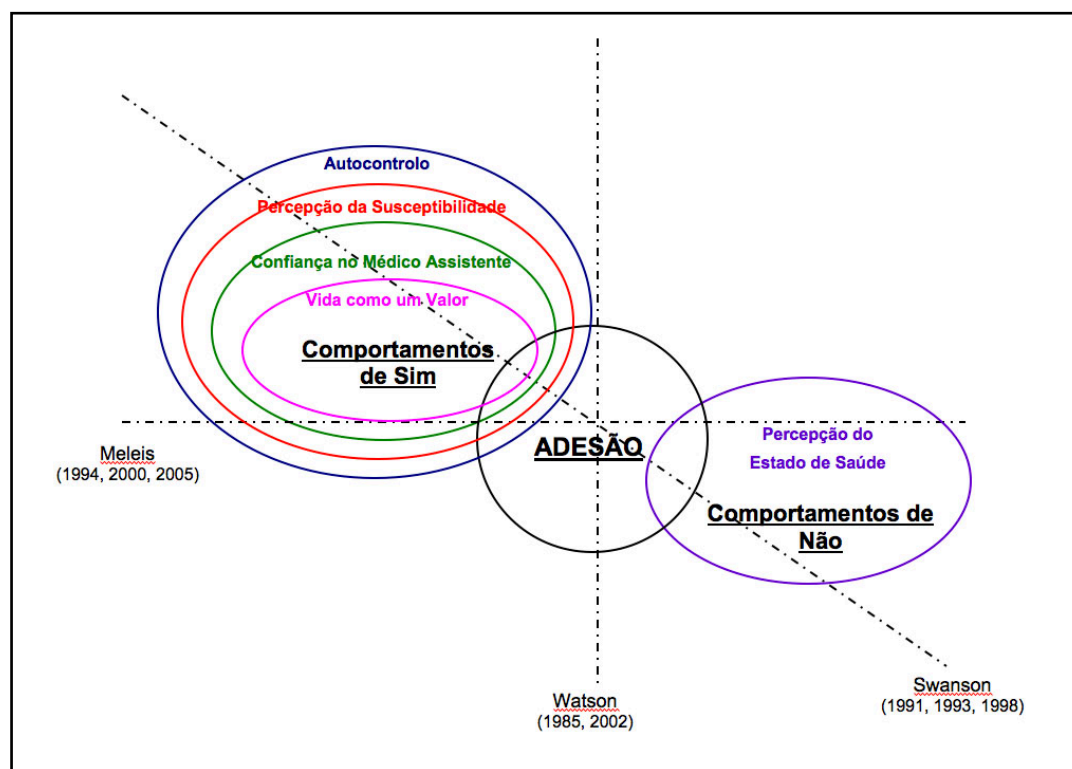 Autocontrolo
Percepção da Susceptibilidade
Confiança no Médico Assistente
Vida como um Valor
Comportamentos
de Sim
ADESÃO
Percepção do
Estado de Saúde
Comportamentos de
Não
Meleis
(1994, 2000, 2005)
Watson
(1985, 2002)
Swanson
(1991, 1993, 1998)